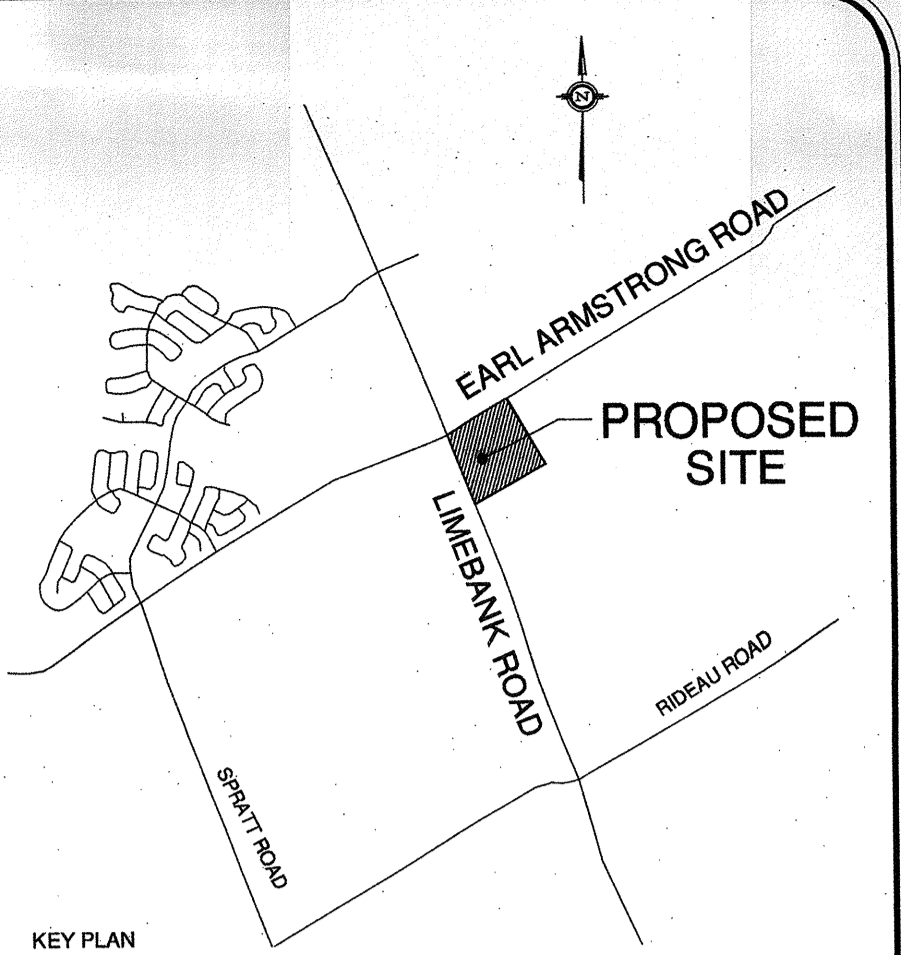 N
EARL ARMSTRONG ROAD
PROPOSED
SITE
LIMEBANK ROAD
RIDEAU ROAD
SPRATT ROAD
KEY PLAN